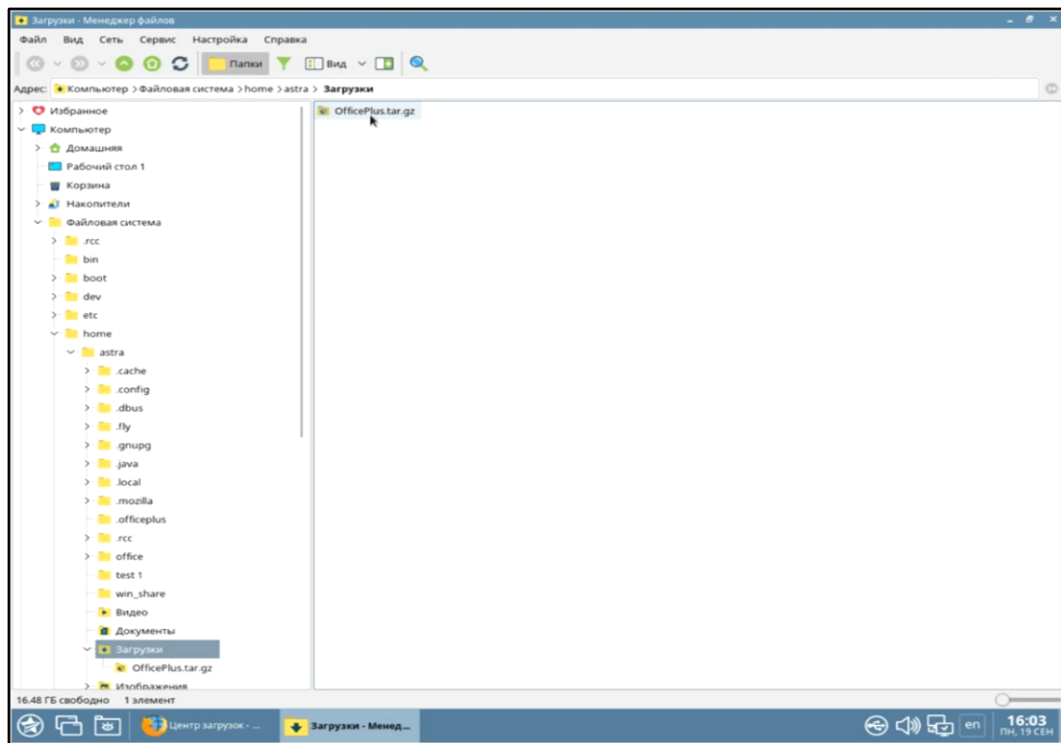 Загрузки - Менеджер файлов
Файл Вид Сеть Сервис Настройка Справка
Папки Вид
Адрес: Компьютер > Файловая система > home > astra > Загрузки
Избранное
Компьютер
Домашняя
Рабочий стол 1
Корзина
Накопители
Файловая система
.rcc
bin
boot
dev
etc
home
astra
.cache
.config
.dbus
.fly
.gnupg
.java
.local
.mozilla
.officeplus
.rcc
office
test 1
win_share
Видео
Документы
Загрузки
OfficePlus.tar.gz
Изображения
OfficePlus.tar.gz
16.48 ГБ свободно 1 элемент
Центр загрузок - ...
Загрузки - Менед...
en
16:03
ПН, 19 СЕН